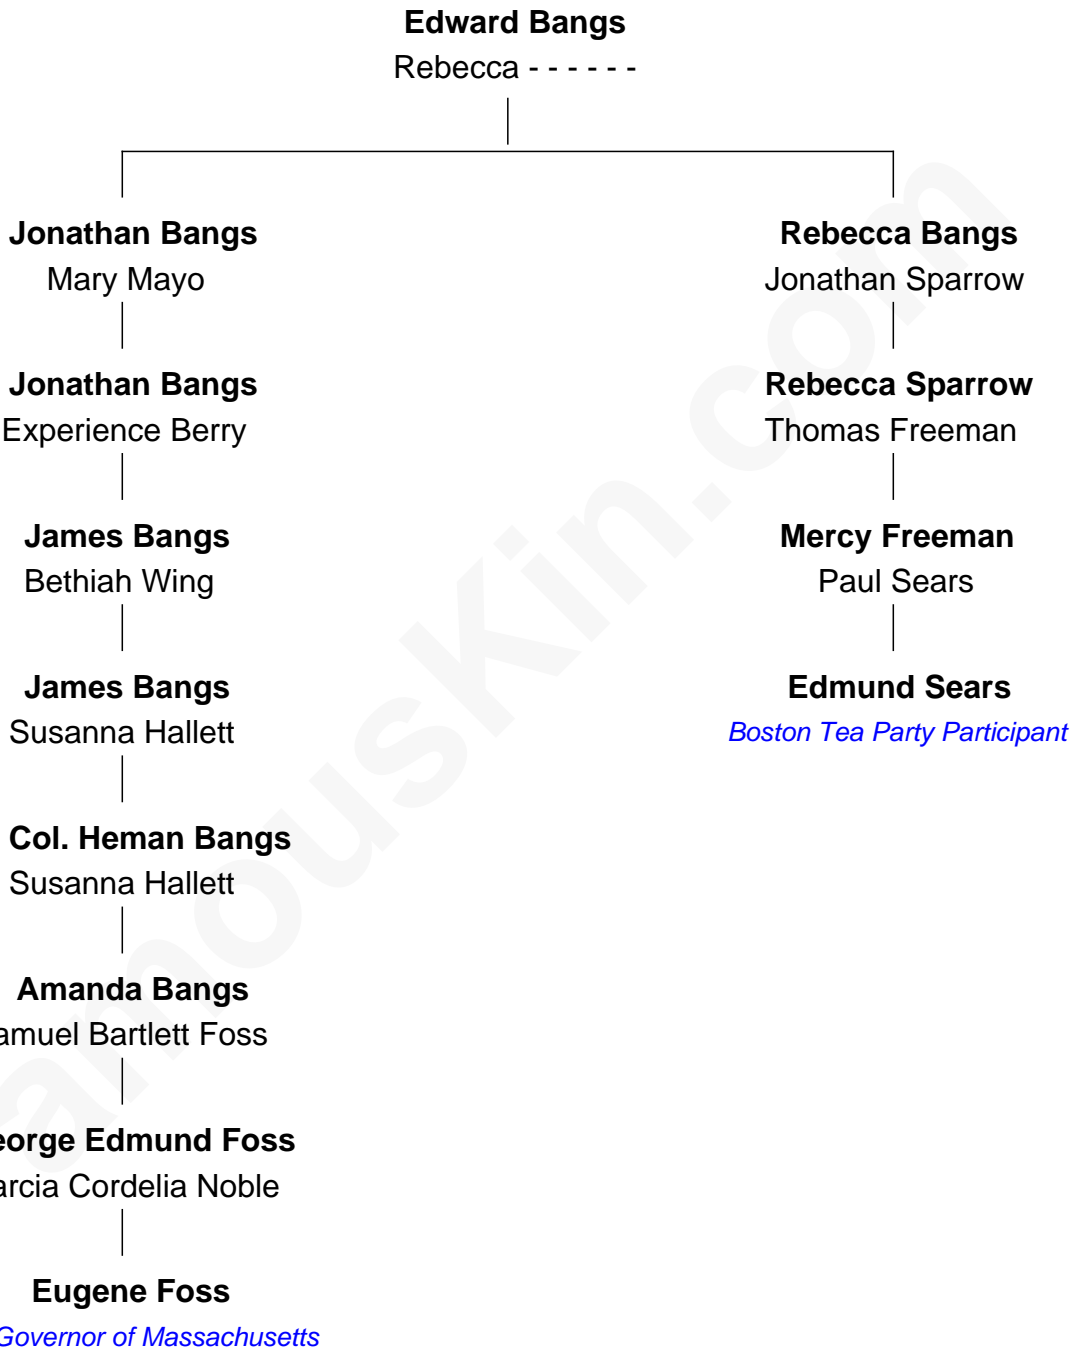 Edward Bangs
Rebecca - - - - - -
Jonathan Bangs
Mary Mayo
Jonathan Bangs
Experience Berry
James Bangs
Bethiah Wing
James Bangs
Susanna Hallett
Col. Heman Bangs
Susanna Hallett
Amanda Bangs
amuel Bartlett Foss
eorge Edmund Foss
arcia Cordelia Noble
Eugene Foss
Governor of Massachusetts
Rebecca Bangs
Jonathan Sparrow
Rebecca Sparrow
Thomas Freeman
Mercy Freeman
Paul Sears
Edmund Sears
Boston Tea Party Participant
amouskin.com